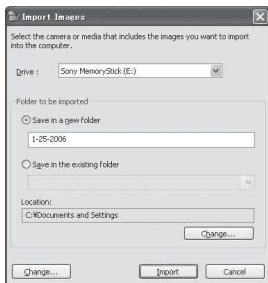 Import Images
Select the camera or media that includes the images you want to import
into the computer.
Drive : Sony MemoryStick (E:)
Folder to be imported
Save in a new folder
1-25-2006
Save in the existing folder
Location:
C:¥Documents and Settings
Change...
Change... Import Cancel